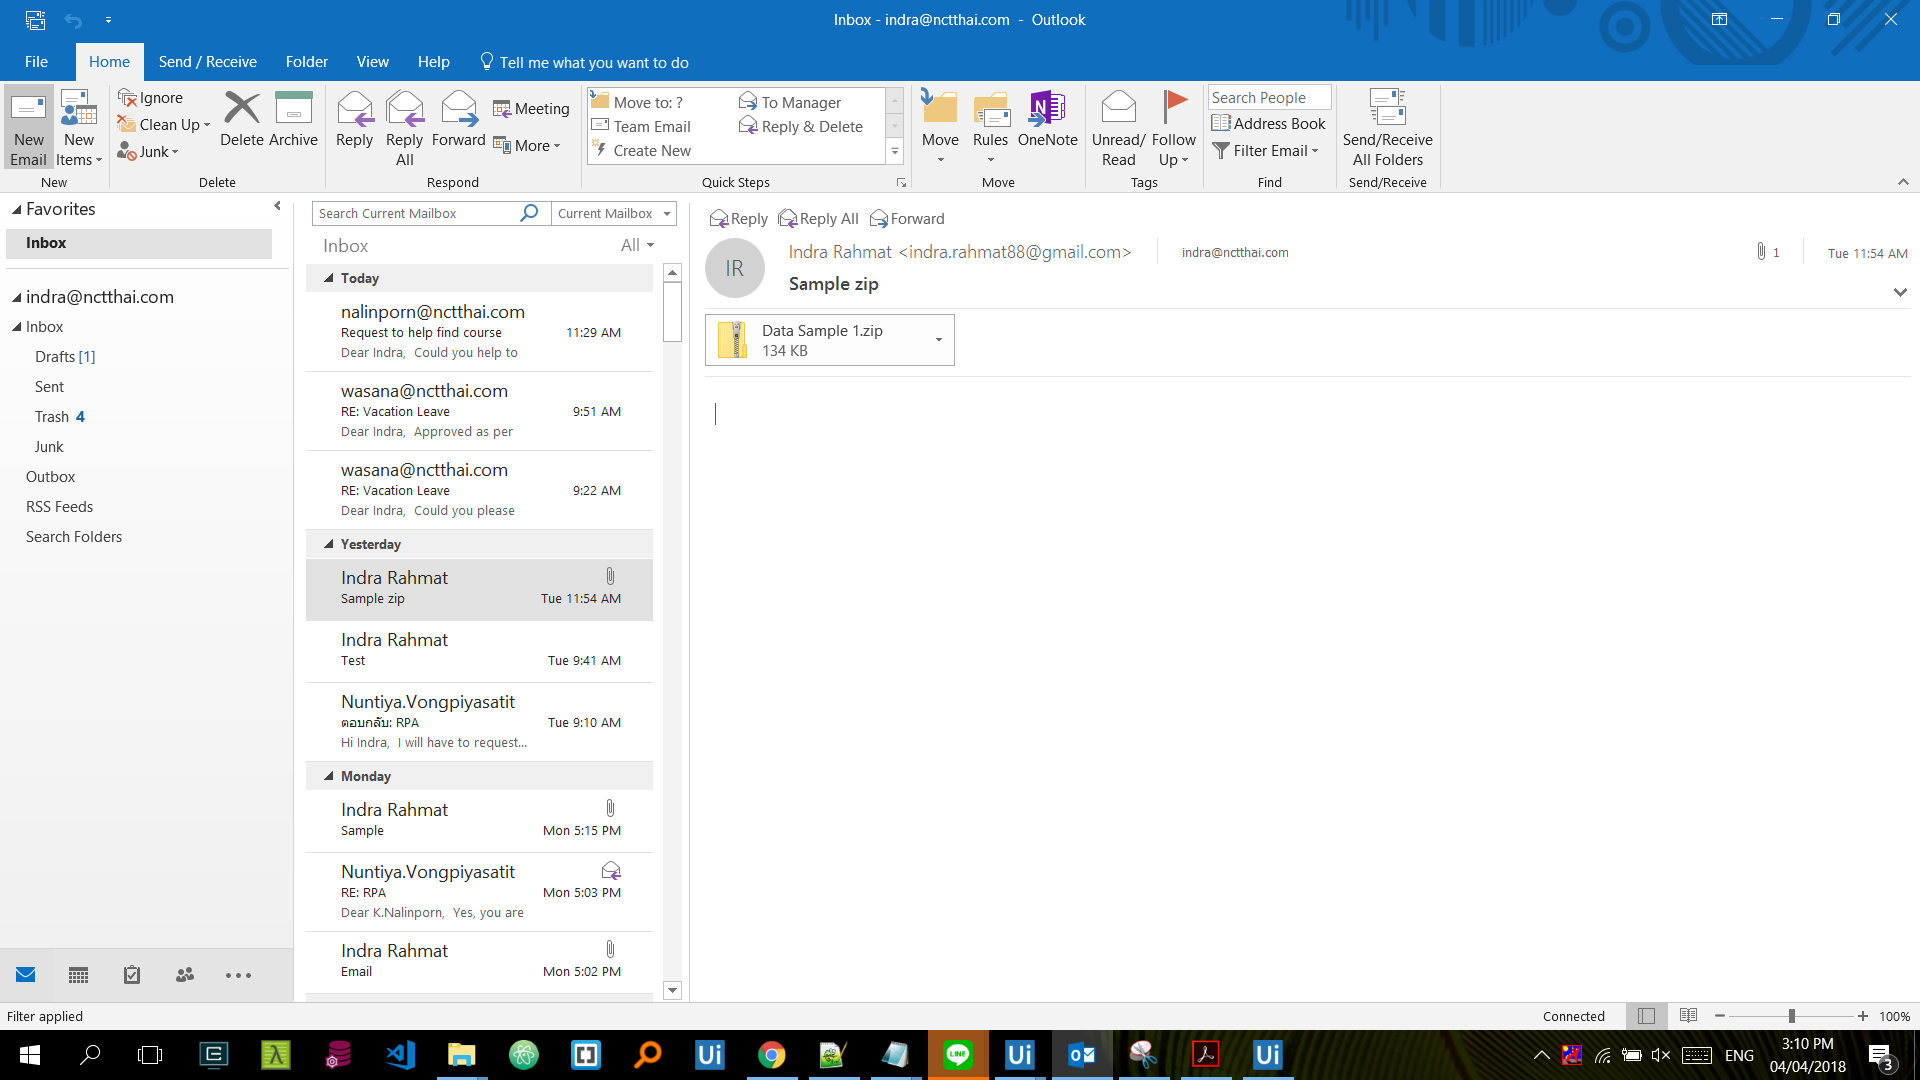 Inbox - indra@nctthai.com - Outlook
File Home Send / Receive Folder View Help Tell me what you want to do
New Email
New Items
New
Ignore
Clean Up
Junk
Delete Archive
Delete
Reply Reply All Forward
Meeting
More
Respond
Move to: ? To Manager
Team Email Reply & Delete
Create New
Quick Steps
Move Rules OneNote
Move
Unread/ Read Follow Up
Tags
Search People
Address Book
Filter Email
Find
Send/Receive All Folders
Send/Receive
Favorites
Inbox
indra@nctthai.com
Inbox
Drafts [1]
Sent
Trash 4
Junk
Outbox
RSS Feeds
Search Folders
Search Current Mailbox Current Mailbox
Inbox All
Today
nalinporn@nctthai.com
Request to help find course 11:29 AM
Dear Indra, Could you help to
wasana@nctthai.com
RE: Vacation Leave 9:51 AM
Dear Indra, Approved as per
wasana@nctthai.com
RE: Vacation Leave 9:22 AM
Dear Indra, Could you please
Yesterday
Indra Rahmat
Sample zip Tue 11:54 AM
Indra Rahmat
Test Tue 9:41 AM
Nuntiya.Vongpiyasatit
ตอบกลับ: RPA Tue 9:10 AM
Hi Indra, I will have to request...
Monday
Indra Rahmat
Sample Mon 5:15 PM
Nuntiya.Vongpiyasatit
RE: RPA Mon 5:03 PM
Dear K.Nalinporn, Yes, you are
Indra Rahmat
Email Mon 5:02 PM
Reply Reply All Forward
IR
Indra Rahmat <indra.rahmat88@gmail.com> indra@nctthai.com 1 Tue 11:54 AM
Sample zip
Data Sample 1.zip
134 KB
Filter applied Connected 100%
Ui LINE Ui Ui
ENG 3:10 PM
04/04/2018 3